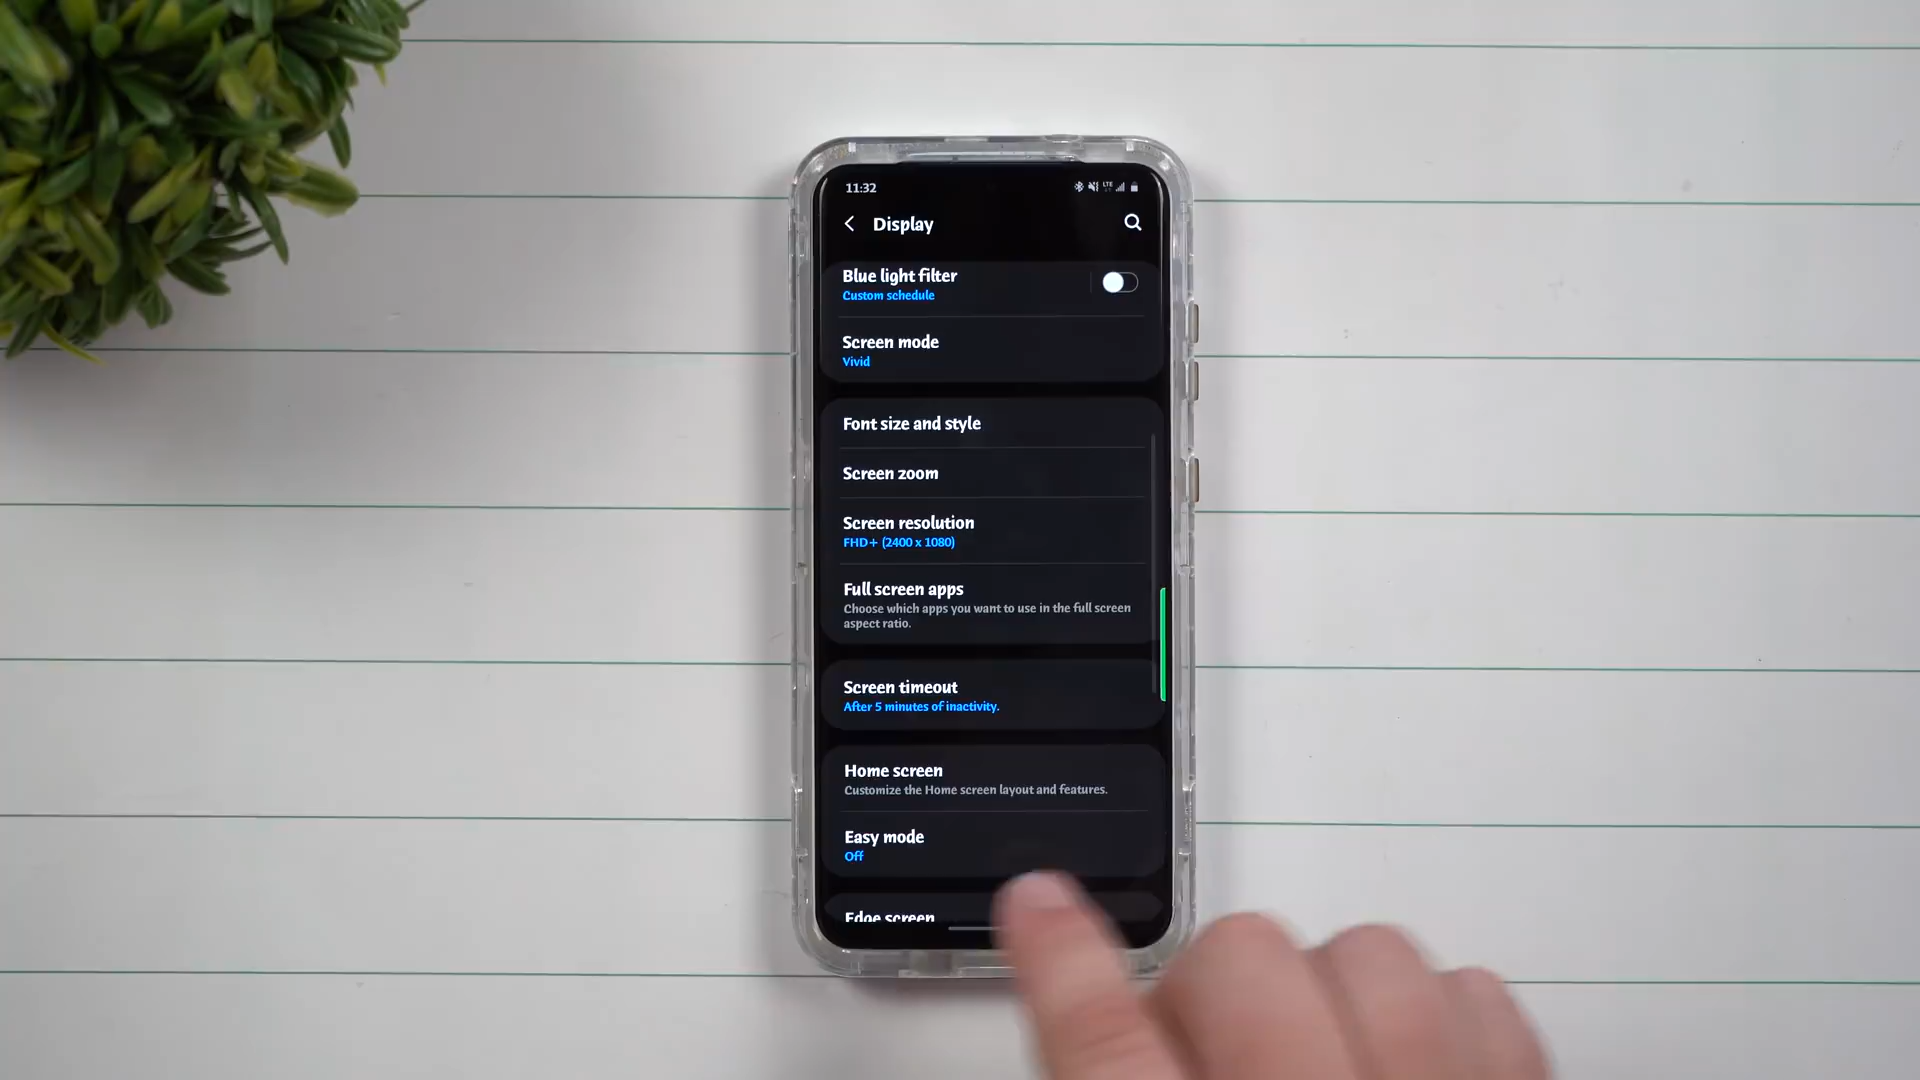 11:32
LTE
Display
Blue light filter
Custom schedule
Screen mode
Vivid
Font size and style
Screen zoom
Screen resolution
FHD+ (2400 x 1080)
Full screen apps
Choose which apps you want to use in the full screen
aspect ratio.
Screen timeout
After 5 minutes of inactivity.
Home screen
Customize the Home screen layout and features.
Easy mode
Off
Edge screen